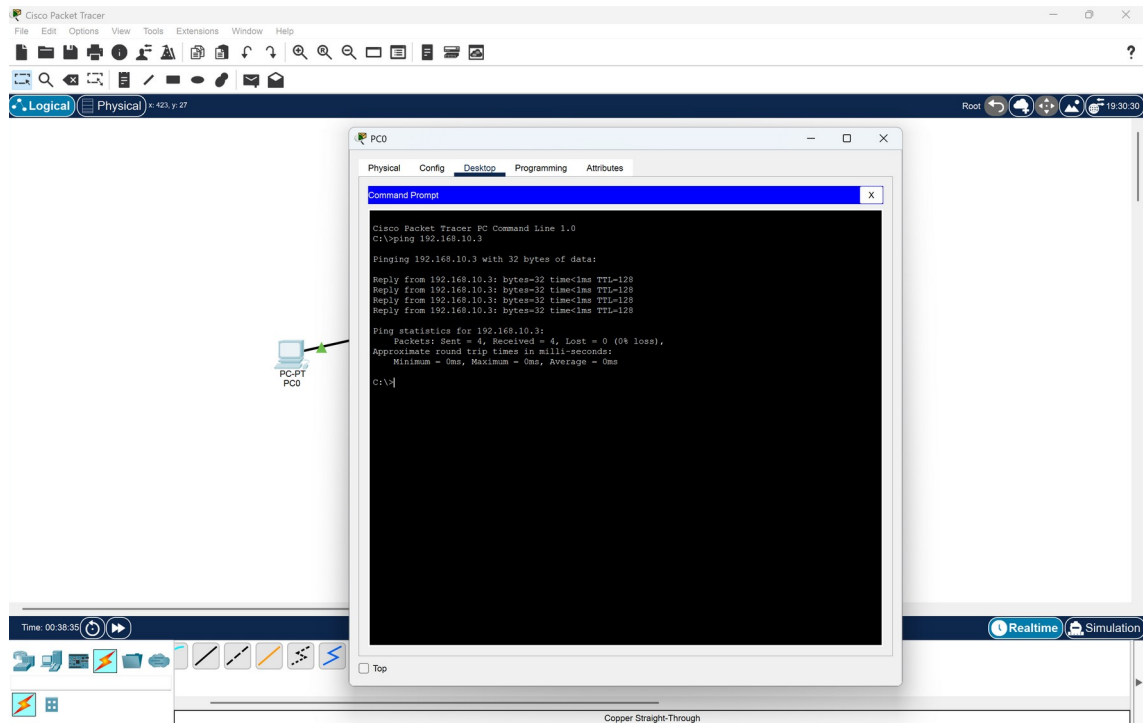 Cisco Packet Tracer
File Edit Options View Tools Extensions Window Help
?
Logical Physical x: 423, y: 27 Root 19:30:30
PC0
Physical Config Desktop Programming Attributes
Command Prompt X
Cisco Packet Tracer PC Command Line 1.0
C:\>ping 192.168.10.3
Pinging 192.168.10.3 with 32 bytes of data:
Reply from 192.168.10.3: bytes=32 time<1ms TTL=128
Reply from 192.168.10.3: bytes=32 time<1ms TTL=128
Reply from 192.168.10.3: bytes=32 time<1ms TTL=128
Reply from 192.168.10.3: bytes=32 time<1ms TTL=128
Ping statistics for 192.168.10.3:
Packets: Sent = 4, Received = 4, Lost = 0 (0% loss),
Approximate round trip times in milli-seconds:
Minimum = 0ms, Maximum = 0ms, Average = 0ms
C:\>
PC-PT
PC0
Time: 00:38:35 Realtime Simulation
Top
Copper Straight-Through